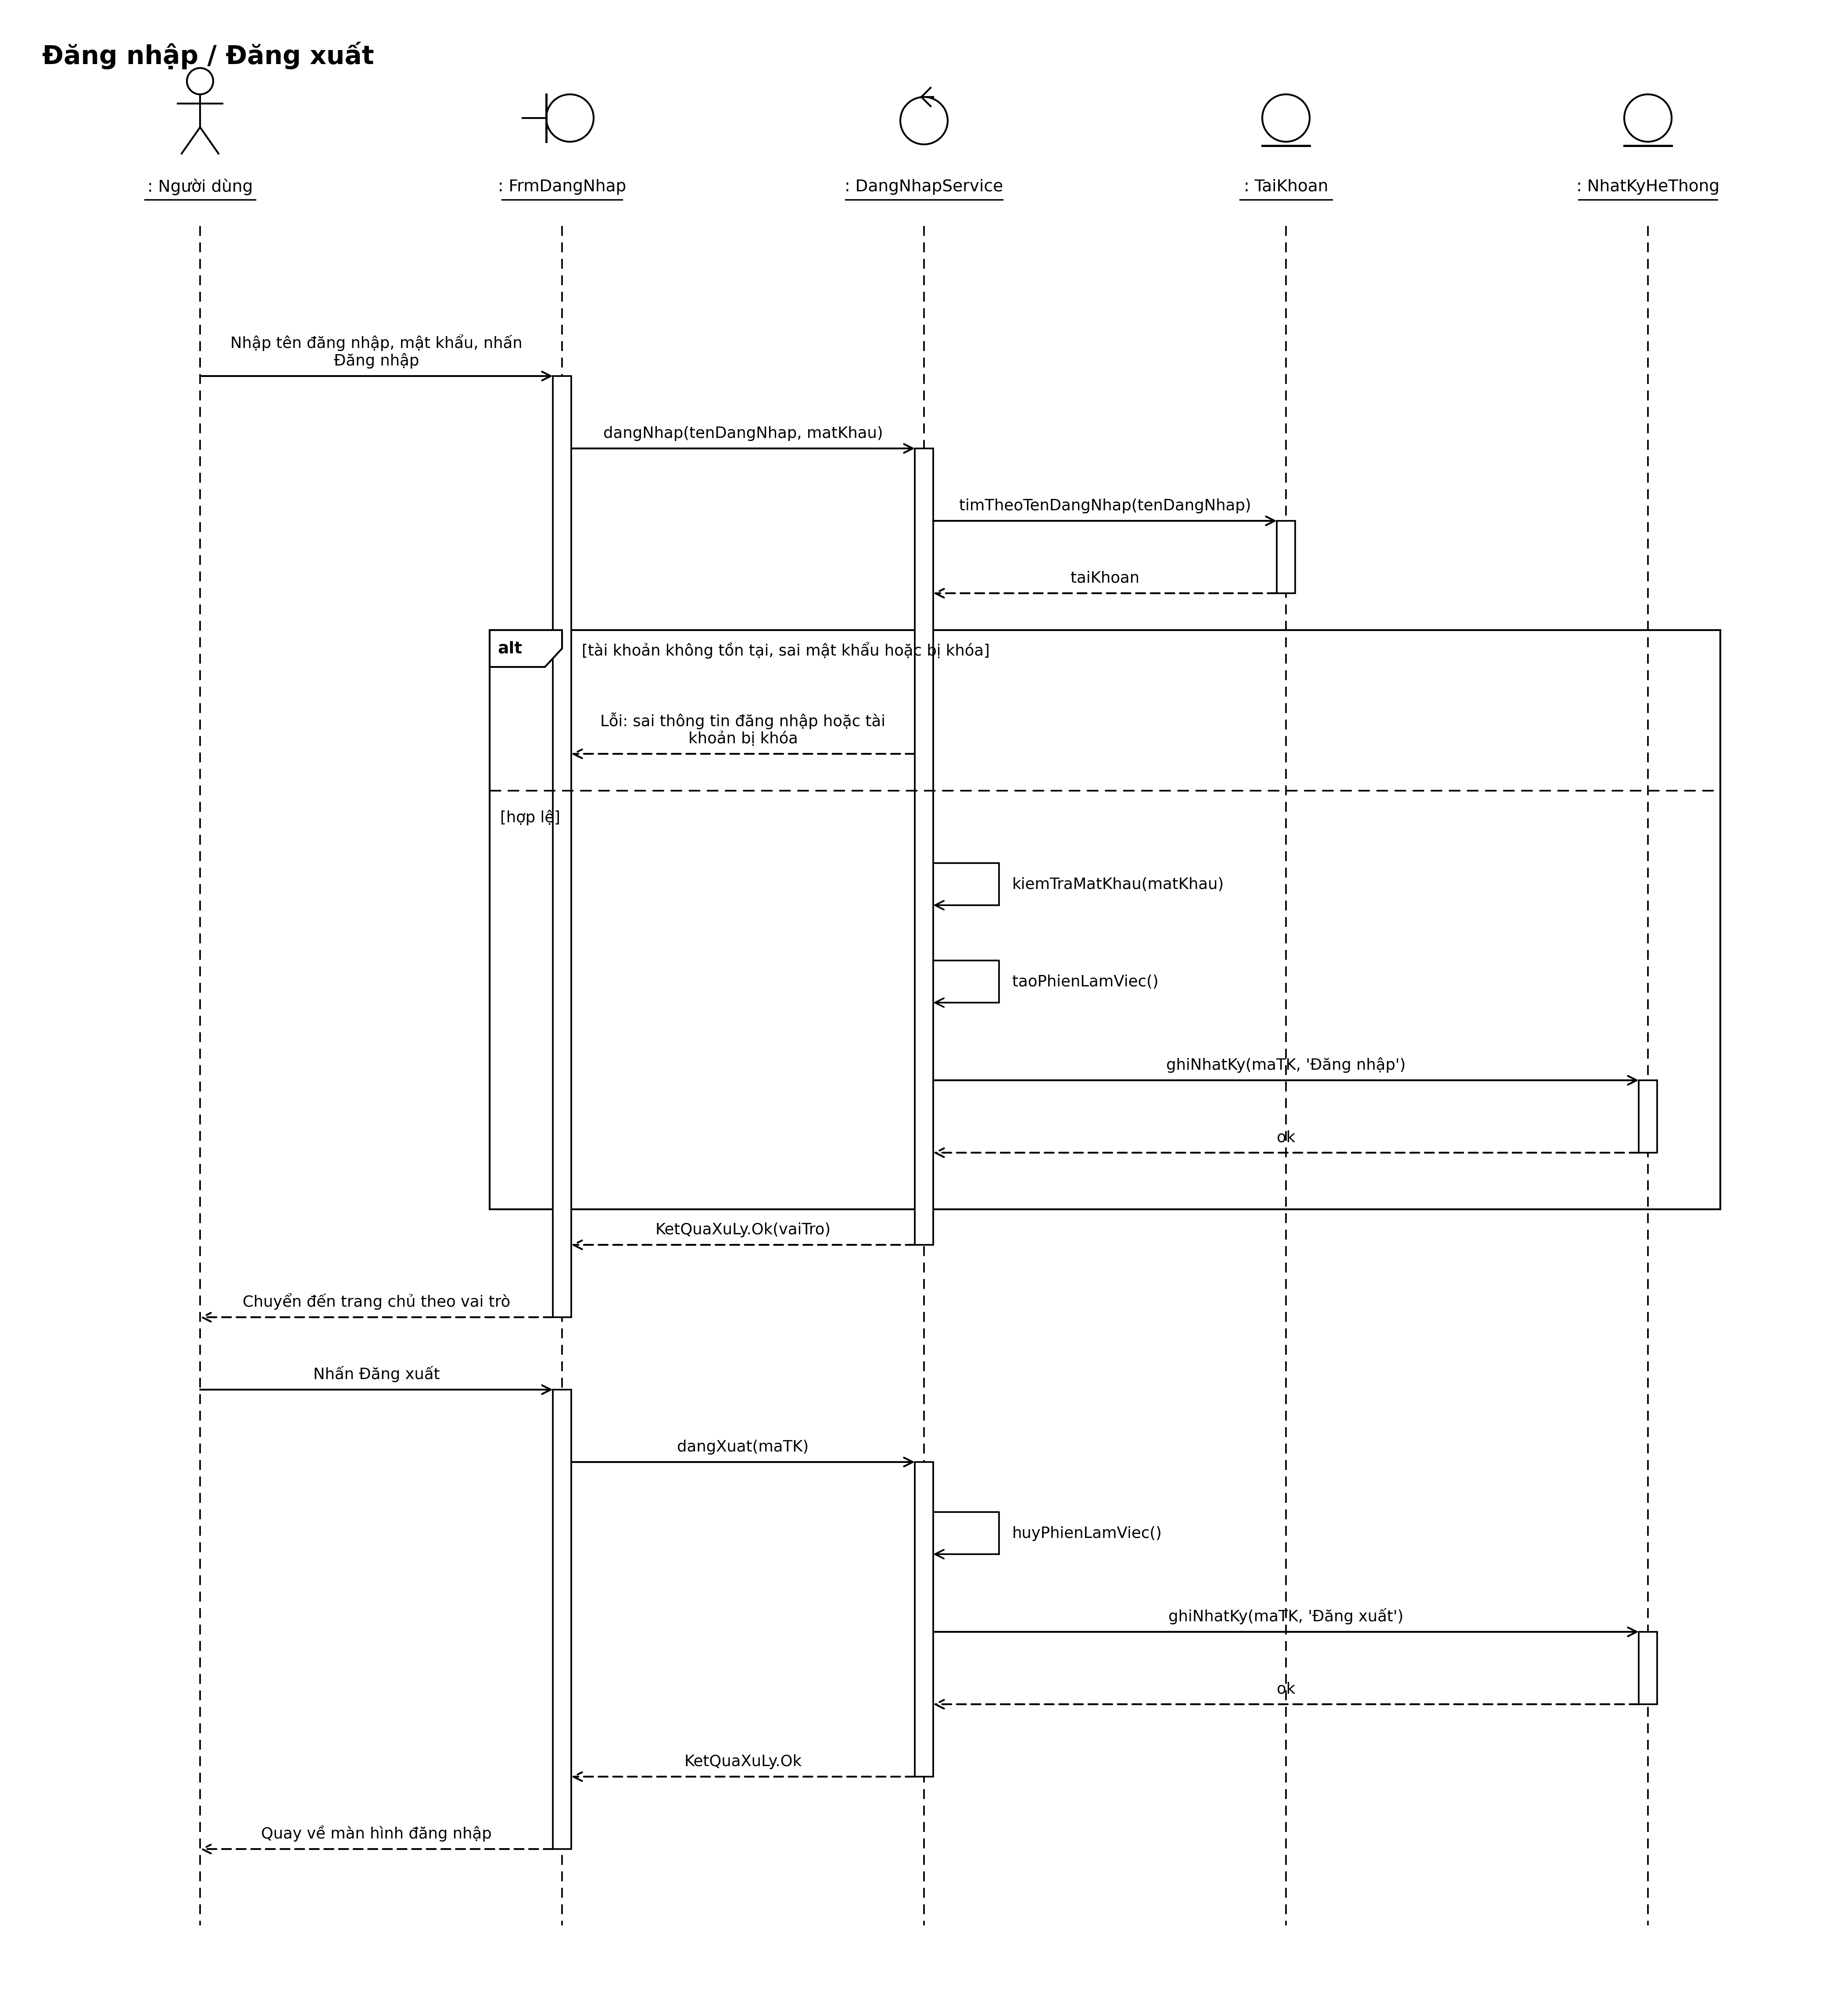 Đăng nhập / Đăng xuất
: Người dùng
: FrmDangNhap
: DangNhapService
: TaiKhoan
: NhatKyHeThong
Nhập tên đăng nhập, mật khẩu, nhấn
Đăng nhập
dangNhap(tenDangNhap, matKhau)
timTheoTenDangNhap(tenDangNhap)
taiKhoan
alt
[tài khoản không tồn tại, sai mật khẩu hoặc bị khóa]
Lỗi: sai thông tin đăng nhập hoặc tài
khoản bị khóa
[hợp lệ]
kiemTraMatKhau(matKhau)
taoPhienLamViec()
ghiNhatKy(maTK, 'Đăng nhập')
ok
KetQuaXuLy.Ok(vaiTro)
Chuyển đến trang chủ theo vai trò
Nhấn Đăng xuất
dangXuat(maTK)
huyPhienLamViec()
ghiNhatKy(maTK, 'Đăng xuất')
ok
KetQuaXuLy.Ok
Quay về màn hình đăng nhập